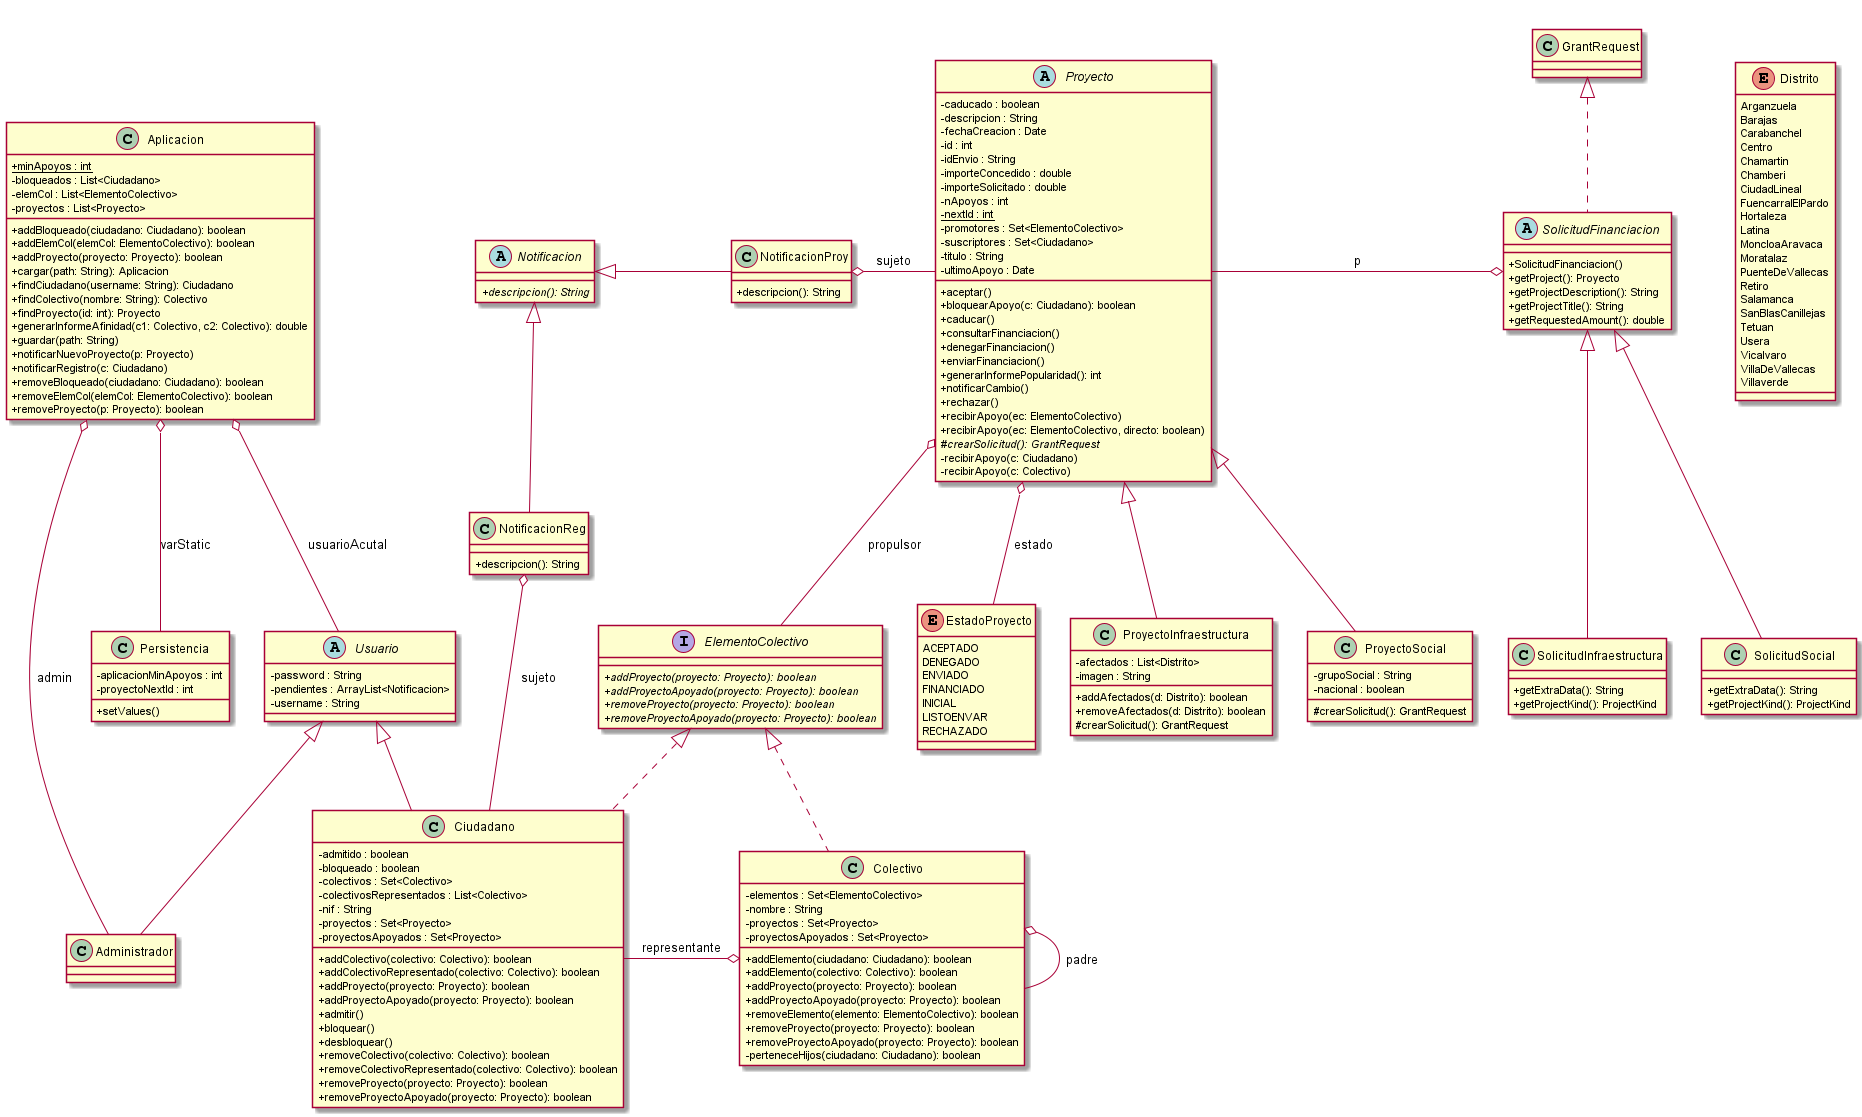 C Aplicacion
+minApoyos : int
-bloqueados : List<Ciudadano>
-elemCol : List<ElementoColectivo>
-proyectos : List<Proyecto>
+addBloqueado(ciudadano: Ciudadano): boolean
+addElemCol(elemCol: ElementoColectivo): boolean
+addProyecto(proyecto: Proyecto): boolean
+cargar(path: String): Aplicacion
+findCiudadano(username: String): Ciudadano
+findColectivo(nombre: String): Colectivo
+findProyecto(id: int): Proyecto
+generarInformeAfinidad(c1: Colectivo, c2: Colectivo): double
+guardar(path: String)
+notificarNuevoProyecto(p: Proyecto)
+notificarRegistro(c: Ciudadano)
+removeBloqueado(ciudadano: Ciudadano): boolean
+removeElemCol(elemCol: ElementoColectivo): boolean
+removeProyecto(p: Proyecto): boolean
A Notificacion
+descripcion(): String
C NotificacionProy
+descripcion(): String
sujeto
A Proyecto
-caducado : boolean
-descripcion : String
-fechaCreacion : Date
-id : int
-idEnvio : String
-importeConcedido : double
-importeSolicitado : double
-nApoyos : int
-nextId : int
-promotores : Set<ElementoColectivo>
-suscriptores : Set<Ciudadano>
-titulo : String
-ultimoApoyo : Date
+aceptar()
+bloquearApoyo(c: Ciudadano): boolean
+caducar()
+consultarFinanciacion()
+denegarFinanciacion()
+enviarFinanciacion()
+generarInformePopularidad(): int
+notificarCambio()
+rechazar()
+recibirApoyo(ec: ElementoColectivo)
+recibirApoyo(ec: ElementoColectivo, directo: boolean)
#crearSolicitud(): GrantRequest
-recibirApoyo(c: Ciudadano)
-recibirApoyo(c: Colectivo)
p
C GrantRequest
A SolicitudFinanciacion
+SolicitudFinanciacion()
+getProject(): Proyecto
+getProjectDescription(): String
+getProjectTitle(): String
+getRequestedAmount(): double
E Distrito
Arganzuela
Barajas
Carabanchel
Centro
Chamartin
Chamberi
CiudadLineal
FuencarralElPardo
Hortaleza
Latina
MoncloaAravaca
Moratalaz
PuenteDeVallecas
Retiro
Salamanca
SanBlasCanillejas
Tetuan
Usera
Vicalvaro
VillaDeVallecas
Villaverde
C NotificacionReg
+descripcion(): String
admin
varStatic
usuarioAcutal
sujeto
propulsor
estado
C Persistencia
-aplicacionMinApoyos : int
-proyectoNextId : int
+setValues()
A Usuario
-password : String
-pendientes : ArrayList<Notificacion>
-username : String
I ElementoColectivo
+addProyecto(proyecto: Proyecto): boolean
+addProyectoApoyado(proyecto: Proyecto): boolean
+removeProyecto(proyecto: Proyecto): boolean
+removeProyectoApoyado(proyecto: Proyecto): boolean
E EstadoProyecto
ACEPTADO
DENEGADO
ENVIADO
FINANCIADO
INICIAL
LISTOENVAR
RECHAZADO
C ProyectoInfraestructura
-afectados : List<Distrito>
-imagen : String
+addAfectados(d: Distrito): boolean
+removeAfectados(d: Distrito): boolean
#crearSolicitud(): GrantRequest
C ProyectoSocial
-grupoSocial : String
-nacional : boolean
#crearSolicitud(): GrantRequest
C SolicitudInfraestructura
+getExtraData(): String
+getProjectKind(): ProjectKind
C SolicitudSocial
+getExtraData(): String
+getProjectKind(): ProjectKind
C Administrador
C Ciudadano
-admitido : boolean
-bloqueado : boolean
-colectivos : Set<Colectivo>
-colectivosRepresentados : List<Colectivo>
-nif : String
-proyectos : Set<Proyecto>
-proyectosApoyados : Set<Proyecto>
+addColectivo(colectivo: Colectivo): boolean
+addColectivoRepresentado(colectivo: Colectivo): boolean
+addProyecto(proyecto: Proyecto): boolean
+addProyectoApoyado(proyecto: Proyecto): boolean
+admitir()
+bloquear()
+desbloquear()
+removeColectivo(colectivo: Colectivo): boolean
+removeColectivoRepresentado(colectivo: Colectivo): boolean
+removeProyecto(proyecto: Proyecto): boolean
+removeProyectoApoyado(proyecto: Proyecto): boolean
representante
C Colectivo
-elementos : Set<ElementoColectivo>
-nombre : String
-proyectos : Set<Proyecto>
-proyectosApoyados : Set<Proyecto>
+addElemento(ciudadano: Ciudadano): boolean
+addElemento(colectivo: Colectivo): boolean
+addProyecto(proyecto: Proyecto): boolean
+addProyectoApoyado(proyecto: Proyecto): boolean
+removeElemento(elemento: ElementoColectivo): boolean
+removeProyecto(proyecto: Proyecto): boolean
+removeProyectoApoyado(proyecto: Proyecto): boolean
-perteneceHijos(ciudadano: Ciudadano): boolean
padre